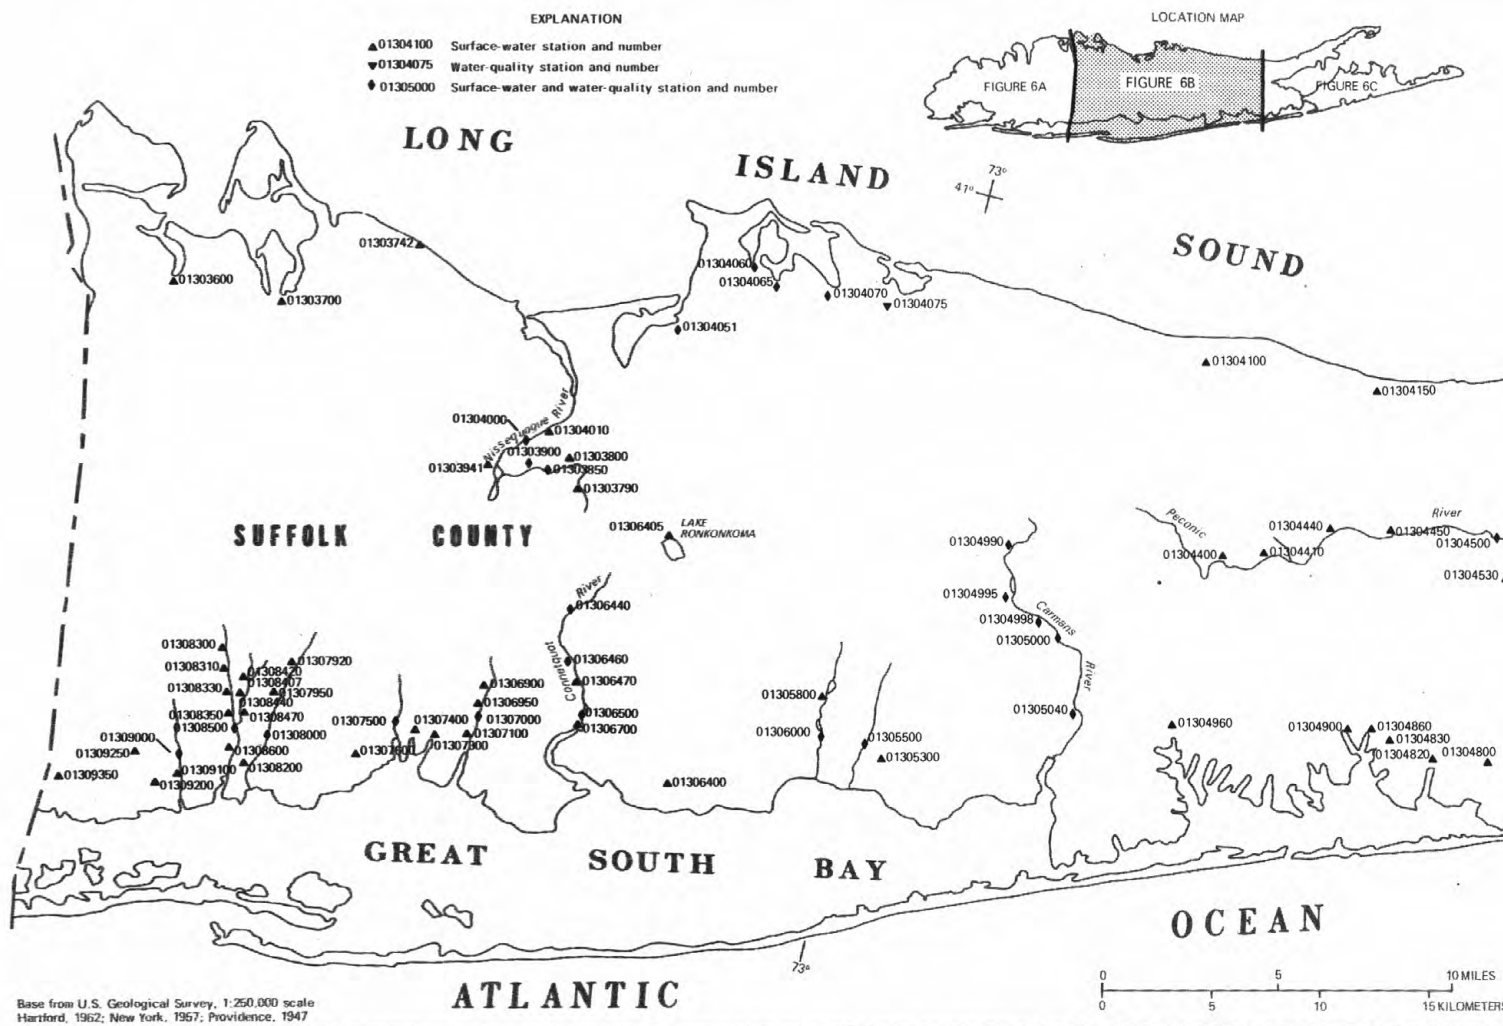 EXPLANATION
01304100 Surface-water station and number
01304075 Water-quality station and number
01305000 Surface-water and water-quality station and number
LOCATION MAP
FIGURE 6A
FIGURE 6B
FIGURE 6C
LONG
ISLAND
SOUND
73°
41°
01303742
01303600
01303700
01304060
01304065
01304070
01304075
01304051
01304100
01304150
Nissequogue River
01304000
01304010
01303900
01303800
01303941
01303850
01303790
SUFFOLK COUNTY
01306405
LAKE
RONKONKOMA
Peconic
River
01304440
01304450
01304500
01304400
01304410
01304530
01304990
01304995
01304998
Carmans
01305000
River
01305040
River
01306440
Connetquot
01306460
01306470
01306500
01306700
01308300
01308310
01307920
01308420
01308407
01308330
01307950
01308440
01308350
01308470
01308500
01308000
01309000
01309250
01308600
01308200
01309350
01309100
01309200
01306900
01306950
01307500
01307400
01307000
01307100
01307300
01307600
01305800
01306000
01305500
01305300
01306400
01304960
01304900
01304860
01304830
01304820
01304800
GREAT SOUTH BAY
OCEAN
73°
ATLANTIC
0 5 10 MILES
0 5 10 15 KILOMETERS
Base from U.S. Geological Survey, 1:250,000 scale
Hartford, 1962; New York, 1957; Providence, 1947